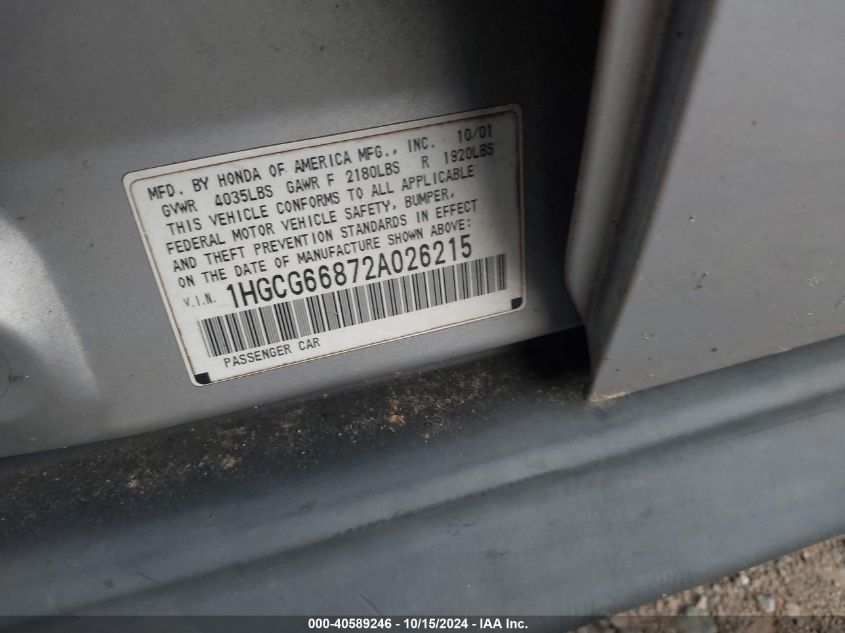 MFD. BY HONDA OF AMERICA MFG., INC. 10/01
GVWR 4035LBS GAWR F 2180LBS R 1920LBS
THIS VEHICLE CONFORMS TO ALL APPLICABLE
FEDERAL MOTOR VEHICLE SAFETY, BUMPER,
AND THEFT PREVENTION STANDARDS IN EFFECT
ON THE DATE OF MANUFACTURE SHOWN ABOVE:
V.I.N. 1HGCG66872A026215
PASSENGER CAR
000-40589246 - 10/15/2024 - IAA Inc.